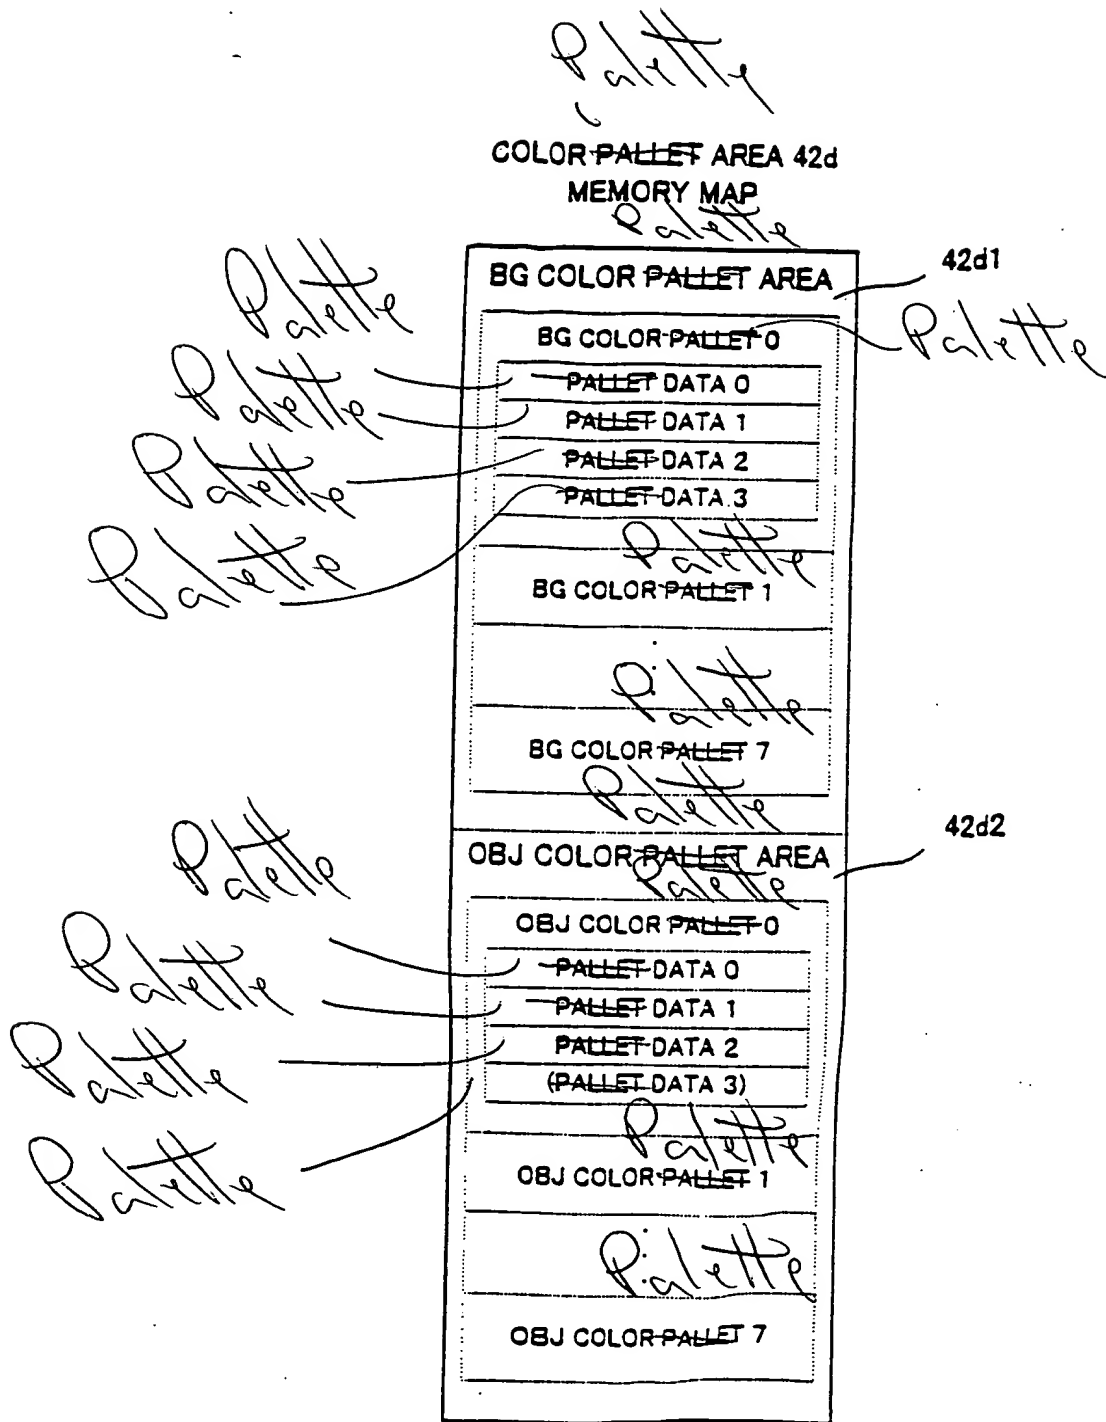 Palette
COLOR PALLET AREA 42d
MEMORY MAP
Palette
BG COLOR PALLET AREA
42d1
Palette
BG COLOR PALLET 0
Palette
Palette
PALLET DATA 0
Palette
PALLET DATA 1
Palette
PALLET DATA 2
Palette
PALLET DATA 3
Palette
BG COLOR PALLET 1
Palette
BG COLOR PALLET 7
Palette
42d2
OBJ COLOR PALLET AREA
Palette
OBJ COLOR PALLET 0
Palette
PALLET DATA 0
Palette
PALLET DATA 1
Palette
PALLET DATA 2
Palette
(PALLET DATA 3)
Palette
OBJ COLOR PALLET 1
Palette
OBJ COLOR PALLET 7